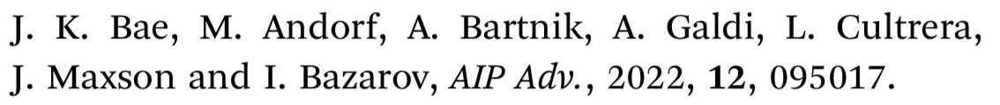 J. K. Bae, M. Andorf, A. Bartnik, A. Galdi, L. Cultrera,
J. Maxson and I. Bazarov, AIP Adv., 2022, 12, 095017.